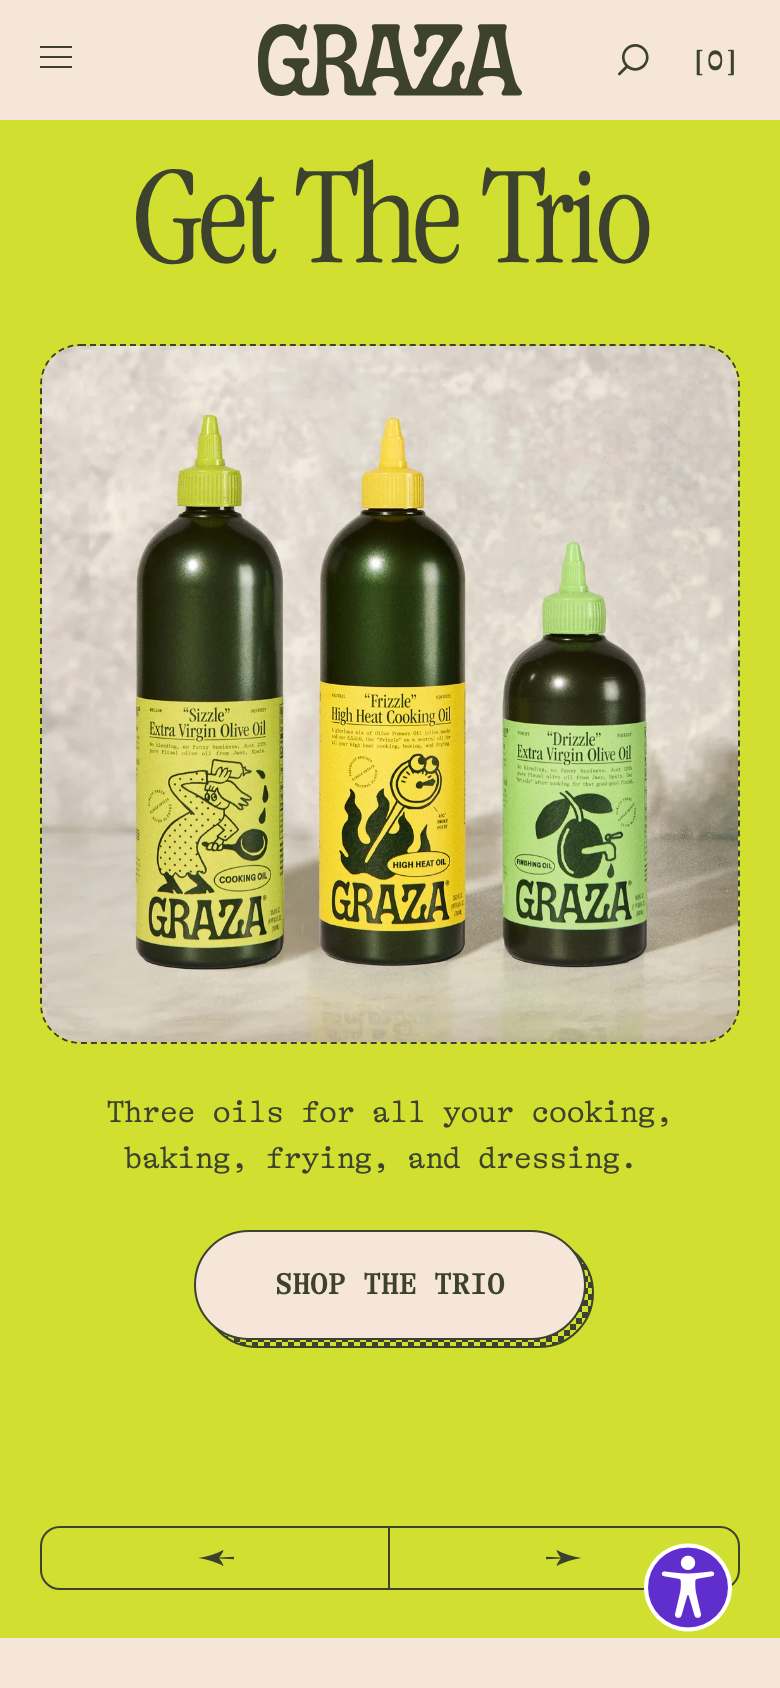 GRAZA
[0]
Get The Trio
“Sizzle”
Extra Virgin Olive Oil
COOKING OIL
GRAZA
“Frizzle”
High Heat Cooking Oil
HIGH HEAT OIL
GRAZA
“Drizzle”
Extra Virgin Olive Oil
FINISHING OIL
GRAZA
Three oils for all your cooking,
baking, frying, and dressing.
SHOP THE TRIO